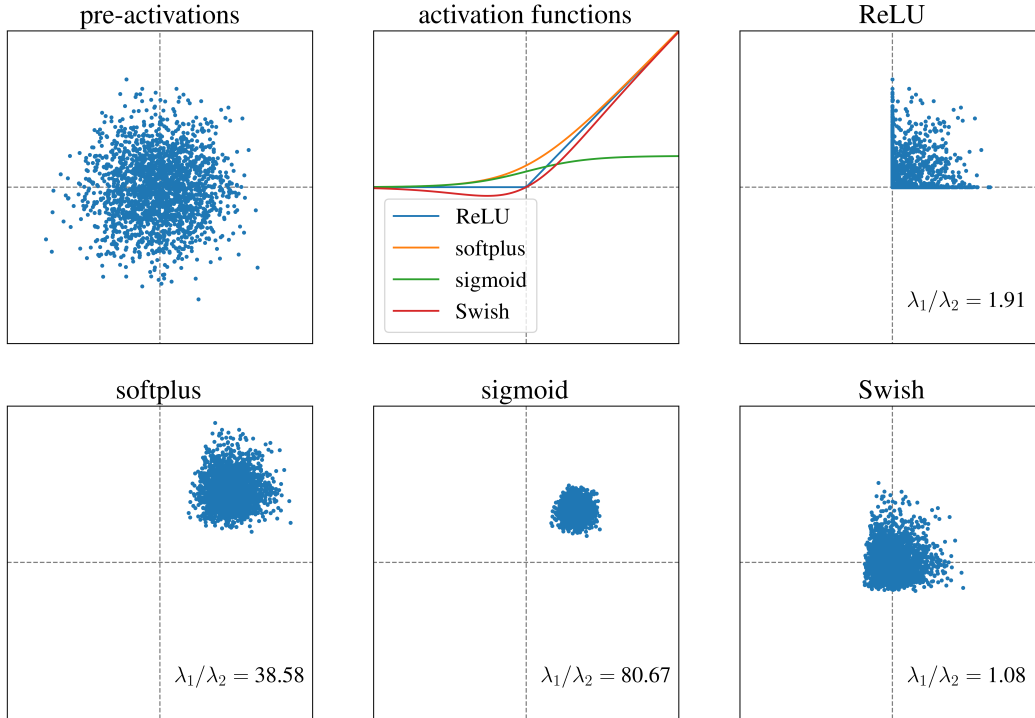 pre-activations
activation functions
ReLU
ReLU
softplus
sigmoid
Swish
λ₁/λ₂ = 1.91
softplus
sigmoid
Swish
λ₁/λ₂ = 38.58
λ₁/λ₂ = 80.67
λ₁/λ₂ = 1.08